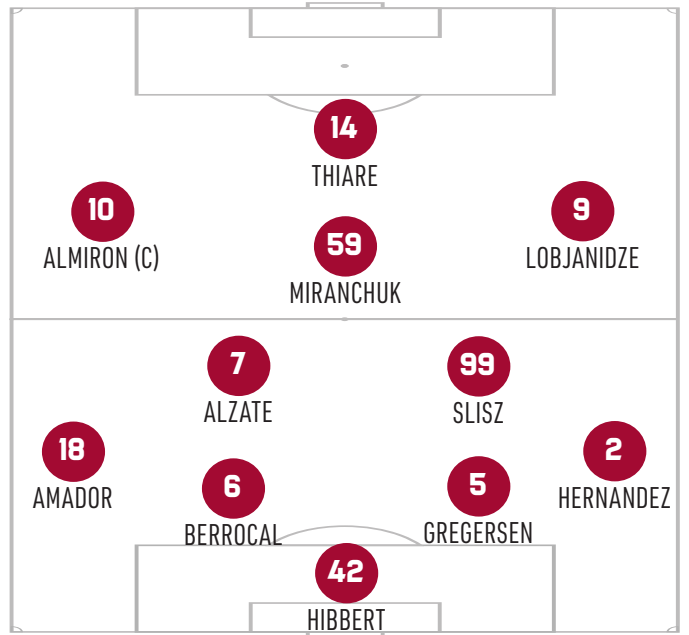 14
THIARE
10
ALMIRON (C)
9
LOBJANIDZE
59
MIRANCHUK
7
ALZATE
99
SLISZ
18
AMADOR
2
HERNANDEZ
6
BERROCAL
5
GREGERSEN
42
HIBBERT